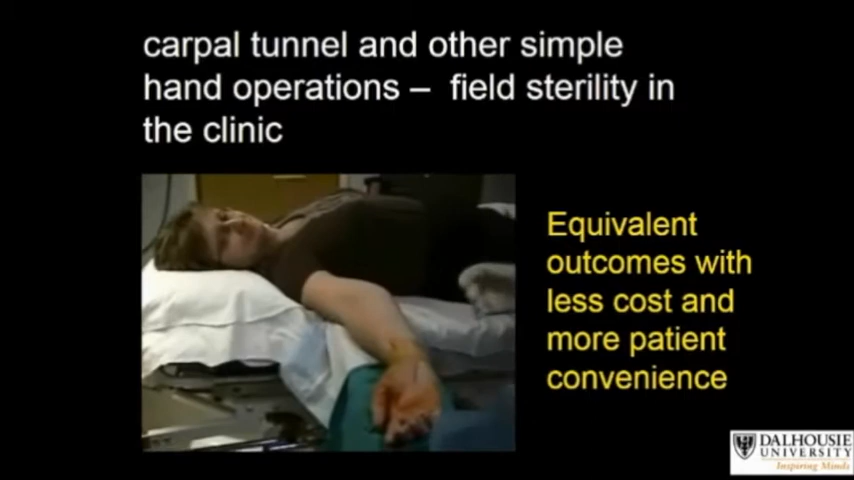 carpal tunnel and other simple
hand operations – field sterility in
the clinic
Equivalent
outcomes with
less cost and
more patient
convenience
DALHOUSIE
UNIVERSITY
Inspiring Minds